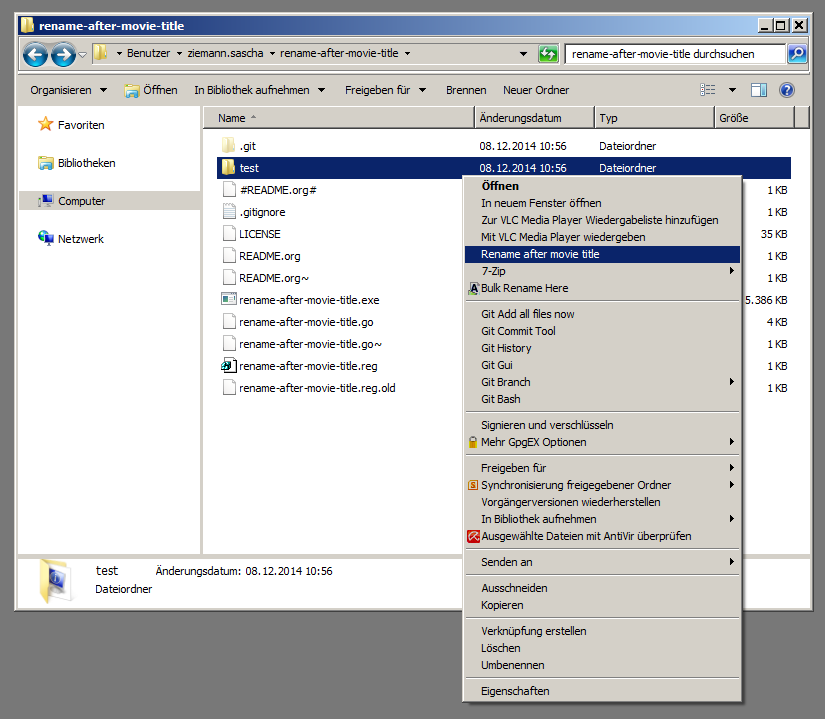 rename-after-movie-title
Benutzer ziemann.sascha rename-after-movie-title
rename-after-movie-title durchsuchen
Organisieren Öffnen In Bibliothek aufnehmen Freigeben für Brennen Neuer Ordner
Favoriten
Bibliotheken
Computer
Netzwerk
Name Änderungsdatum Typ Größe
.git 08.12.2014 10:56 Dateiordner
test 08.12.2014 10:56 Dateiordner
#README.org# 1 KB
.gitignore 1 KB
LICENSE 35 KB
README.org 1 KB
README.org~ 1 KB
rename-after-movie-title.exe 5.386 KB
rename-after-movie-title.go 4 KB
rename-after-movie-title.go~ 1 KB
rename-after-movie-title.reg 1 KB
rename-after-movie-title.reg.old 1 KB
Öffnen
In neuem Fenster öffnen
Zur VLC Media Player Wiedergabeliste hinzufügen
Mit VLC Media Player wiedergeben
Rename after movie title
7-Zip
Bulk Rename Here
Git Add all files now
Git Commit Tool
Git History
Git Gui
Git Branch
Git Bash
Signieren und verschlüsseln
Mehr GpgEX Optionen
Freigeben für
Synchronisierung freigegebener Ordner
Vorgängerversionen wiederherstellen
In Bibliothek aufnehmen
Ausgewählte Dateien mit AntiVir überprüfen
Senden an
Ausschneiden
Kopieren
Verknüpfung erstellen
Löschen
Umbenennen
Eigenschaften
test Änderungsdatum: 08.12.2014 10:56
Dateiordner